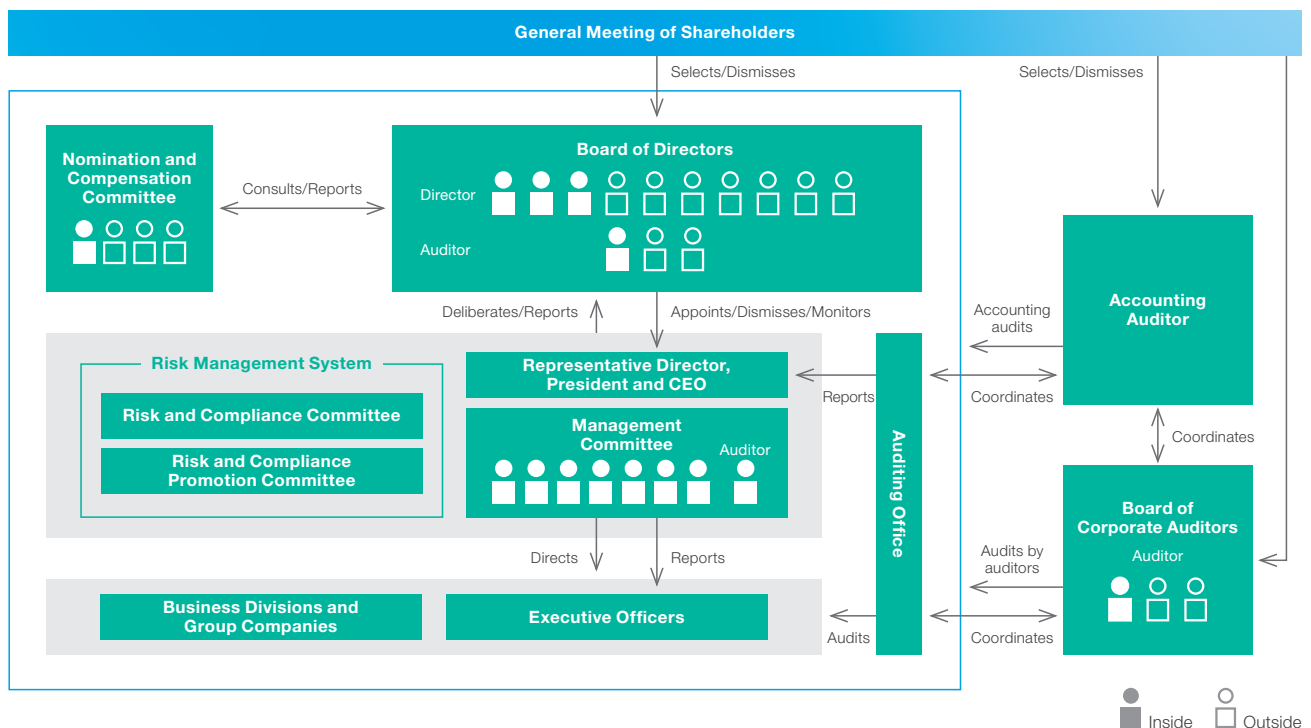 General Meeting of Shareholders
Selects/Dismisses
Selects/Dismisses
Nomination and
Compensation
Committee
Consults/Reports
Board of Directors
Director
Auditor
Deliberates/Reports
Appoints/Dismisses/Monitors
Accounting
Auditor
Accounting
audits
Risk Management System
Risk and Compliance Committee
Risk and Compliance
Promotion Committee
Representative Director,
President and CEO
Management
Committee
Auditor
Reports
Auditing Office
Coordinates
Coordinates
Board of
Corporate Auditors
Auditor
Directs
Reports
Audits by
auditors
Business Divisions and
Group Companies
Executive Officers
Audits
Coordinates
Inside
Outside